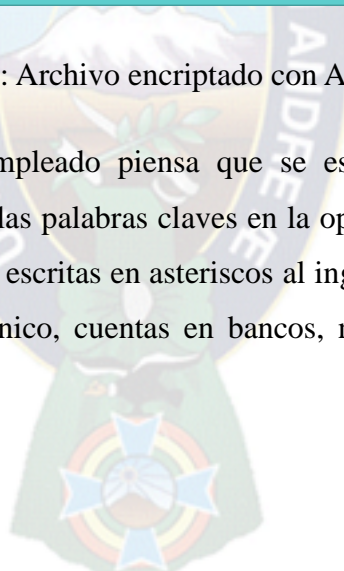 : Archivo encriptado con A
mpleado piensa que se es
las palabras claves en la op
escritas en asteriscos al ing
nico, cuentas en bancos, r
ANDRE